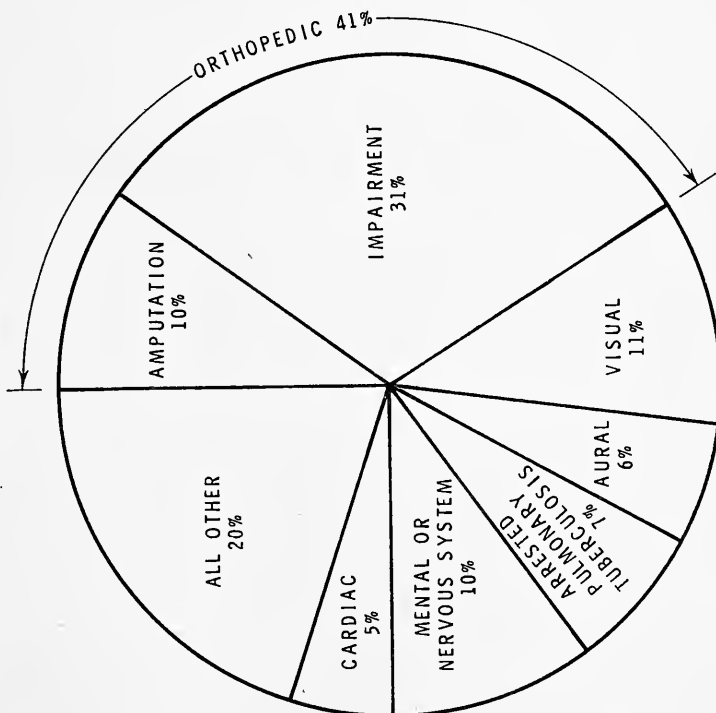 ORTHOPEDIC 41%
IMPAIRMENT
31%
AMPUTATION
10%
VISUAL
11%
AURAL
6%
ARRESTED
PULMONARY
TUBERCULOSIS
7%
MENTAL OR
NERVOUS SYSTEM
10%
CARDIAC
5%
ALL OTHER
20%